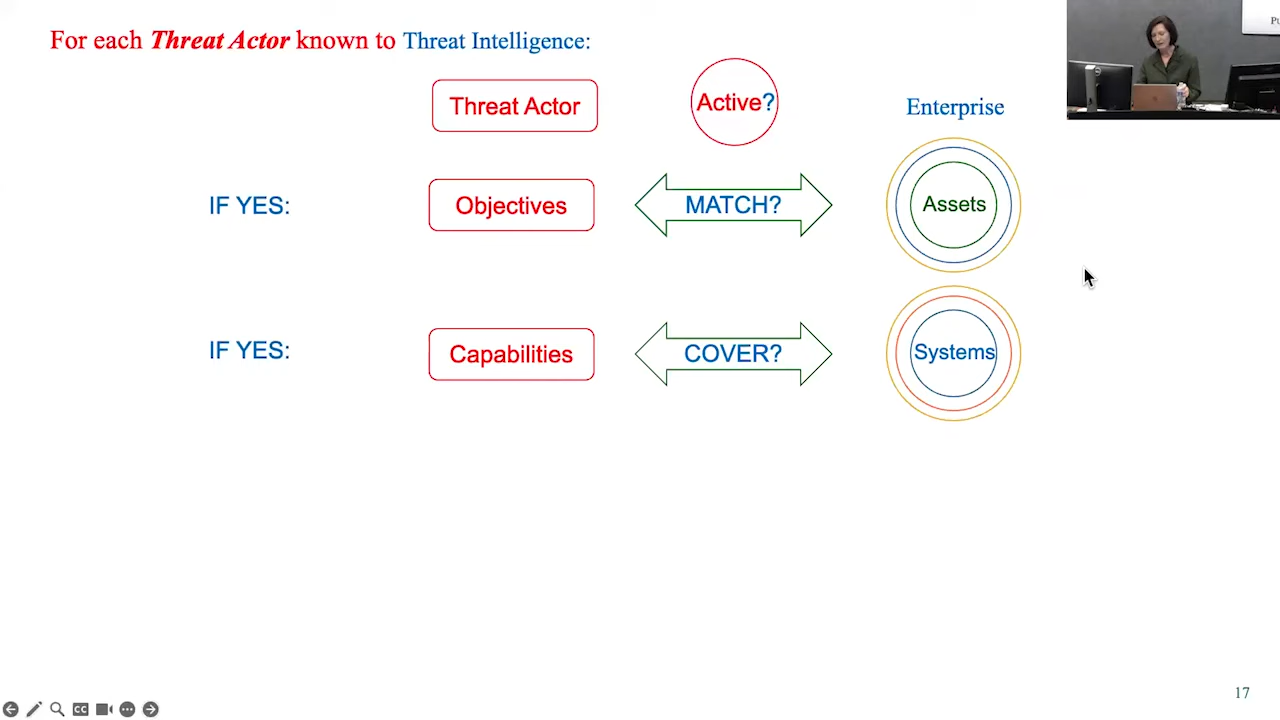 For each Threat Actor known to Threat Intelligence:
Threat Actor
Active?
Enterprise
IF YES:
Objectives
MATCH?
Assets
IF YES:
Capabilities
COVER?
Systems
CC
17